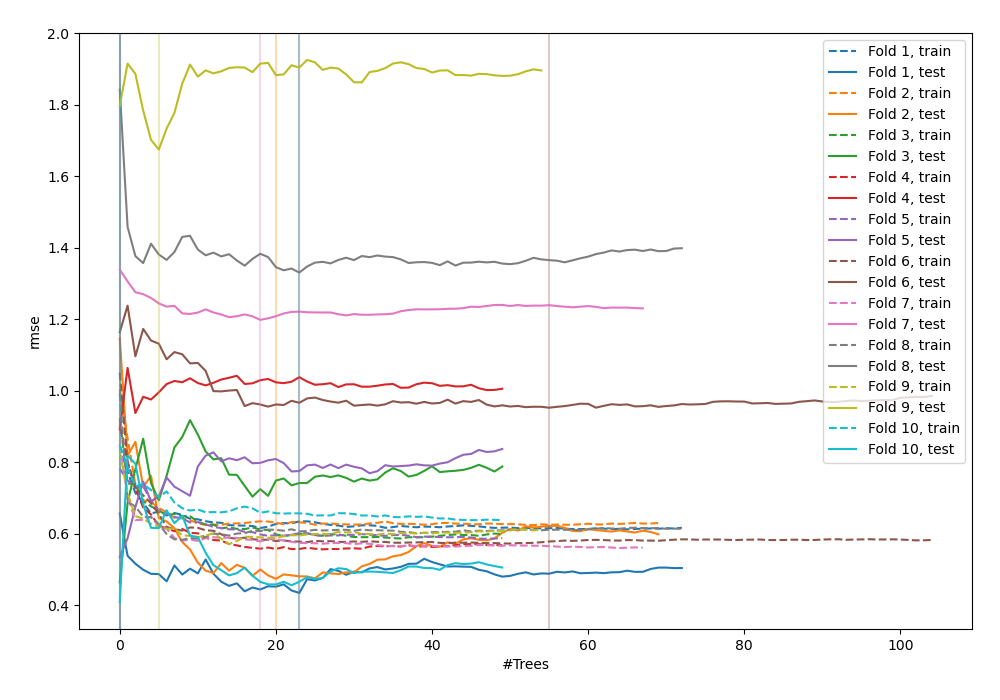 2.0
1.8
1.6
1.4
1.2
1.0
0.8
0.6
0.4
rmse
0
20
40
60
80
100
#Trees
Fold 1, train
Fold 1, test
Fold 2, train
Fold 2, test
Fold 3, train
Fold 3, test
Fold 4, train
Fold 4, test
Fold 5, train
Fold 5, test
Fold 6, train
Fold 6, test
Fold 7, train
Fold 7, test
Fold 8, train
Fold 8, test
Fold 9, train
Fold 9, test
Fold 10, train
Fold 10, test